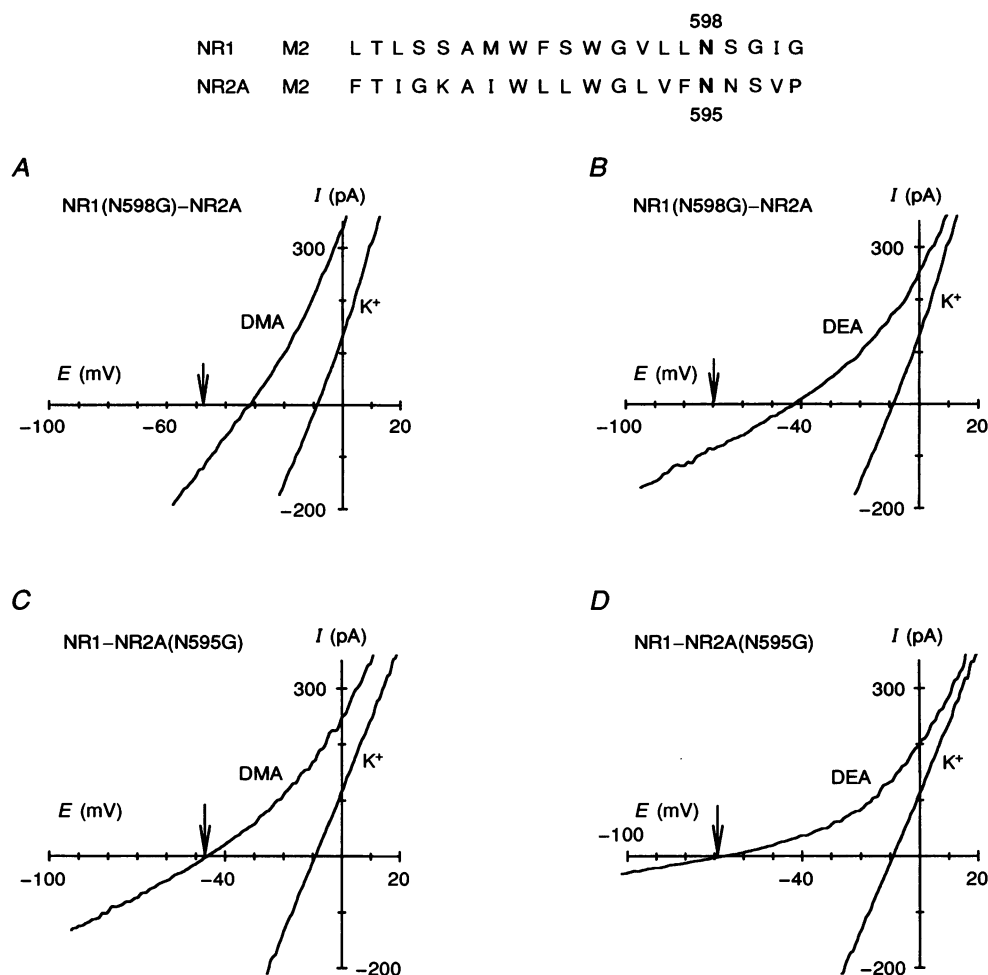 598
NR1 M2 L T L S S A M W F S W G V L L N S G I G
NR2A M2 F T I G K A I W L L W G L V F N N S V P
595
A
NR1(N598G)–NR2A
I (pA)
300
DMA
K+
E (mV)
–100 –60 20
–200
B
NR1(N598G)–NR2A
I (pA)
300
DEA
K+
E (mV)
–100 –40 20
–200
C
NR1–NR2A(N595G)
I (pA)
300
DMA
K+
E (mV)
–100 –40 20
–200
D
NR1–NR2A(N595G)
I (pA)
300
DEA
K+
E (mV)
–100
–40 20
–200